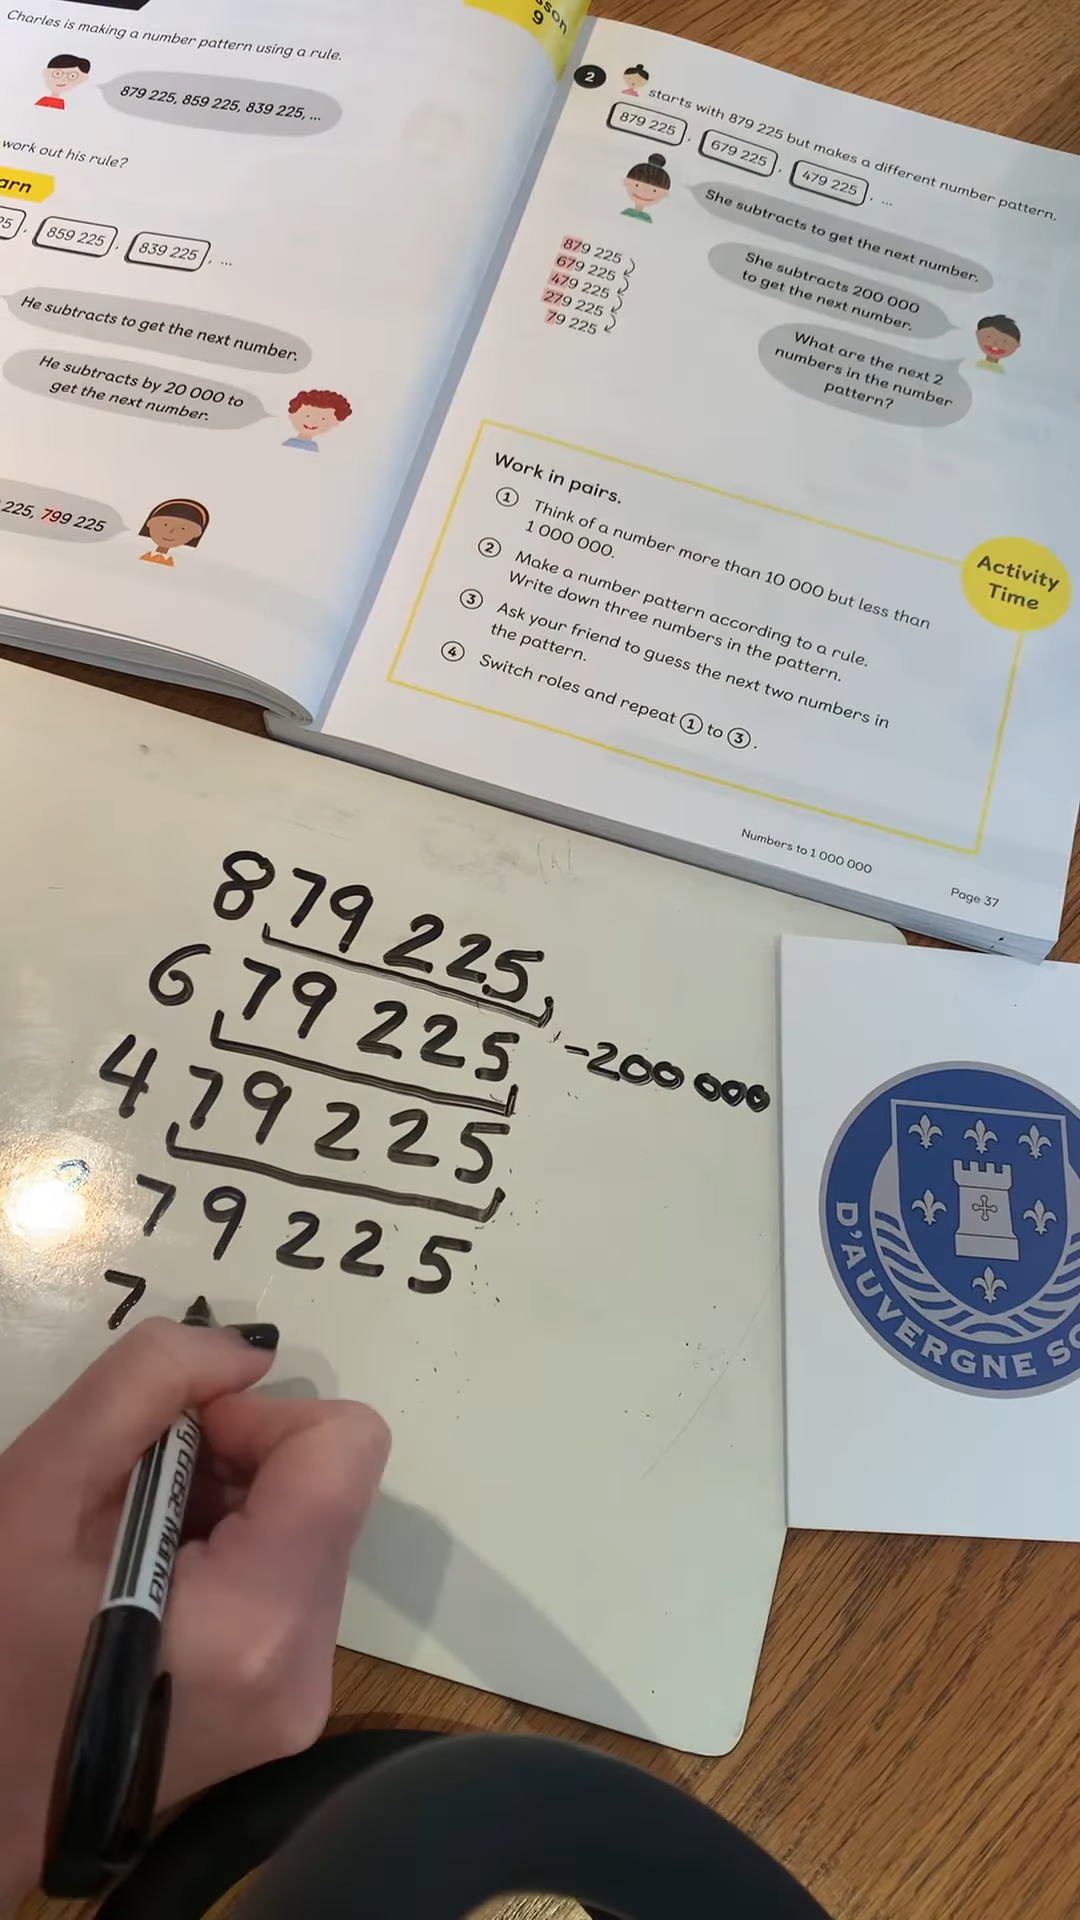 Charles is making a number pattern using a rule.
879 225, 859 225, 839 225, ...
work out his rule?
arn
25, 859 225, 839 225, ...
He subtracts to get the next number.
He subtracts by 20 000 to
get the next number.
225, 799 225
sson
9
2 starts with 879 225 but makes a different number pattern.
879 225, 679 225, 479 225, ...
She subtracts to get the next number.
She subtracts 200 000
to get the next number.
What are the next 2
numbers in the number
pattern?
879 225
679 225
479 225
279 225
79 225
Work in pairs.
1 Think of a number more than 10 000 but less than
1 000 000.
2 Make a number pattern according to a rule.
Write down three numbers in the pattern.
3 Ask your friend to guess the next two numbers in
the pattern.
4 Switch roles and repeat 1 to 3.
Activity
Time
Numbers to 1 000 000
Page 37
879 225
679 225
-200 000
479 225
79 225
7
D'AUVERGNE SC
Dry Erase Marker